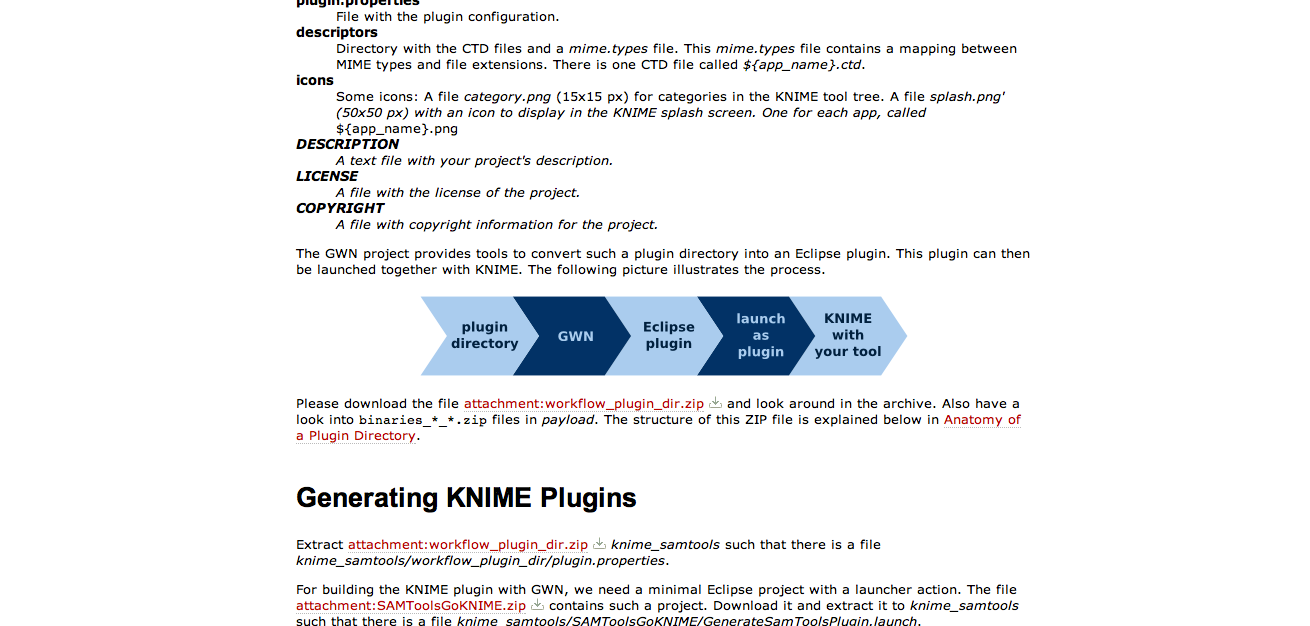 plugin.properties
File with the plugin configuration.
descriptors
Directory with the CTD files and a mime.types file. This mime.types file contains a mapping between
MIME types and file extensions. There is one CTD file called ${app_name}.ctd.
icons
Some icons: A file category.png (15x15 px) for categories in the KNIME tool tree. A file splash.png'
(50x50 px) with an icon to display in the KNIME splash screen. One for each app, called
${app_name}.png
DESCRIPTION
A text file with your project's description.
LICENSE
A file with the license of the project.
COPYRIGHT
A file with copyright information for the project.
The GWN project provides tools to convert such a plugin directory into an Eclipse plugin. This plugin can then
be launched together with KNIME. The following picture illustrates the process.
plugin
directory
GWN
Eclipse
plugin
launch
as
plugin
KNIME
with
your tool
Please download the file attachment:workflow_plugin_dir.zip and look around in the archive. Also have a
look into binaries_*_*.zip files in payload. The structure of this ZIP file is explained below in Anatomy of
a Plugin Directory.
Generating KNIME Plugins
Extract attachment:workflow_plugin_dir.zip knime_samtools such that there is a file
knime_samtools/workflow_plugin_dir/plugin.properties.
For building the KNIME plugin with GWN, we need a minimal Eclipse project with a launcher action. The file
attachment:SAMToolsGoKNIME.zip contains such a project. Download it and extract it to knime_samtools
such that there is a file knime_samtools/SAMToolsGoKNIME/GenerateSamToolsPlugin.launch.